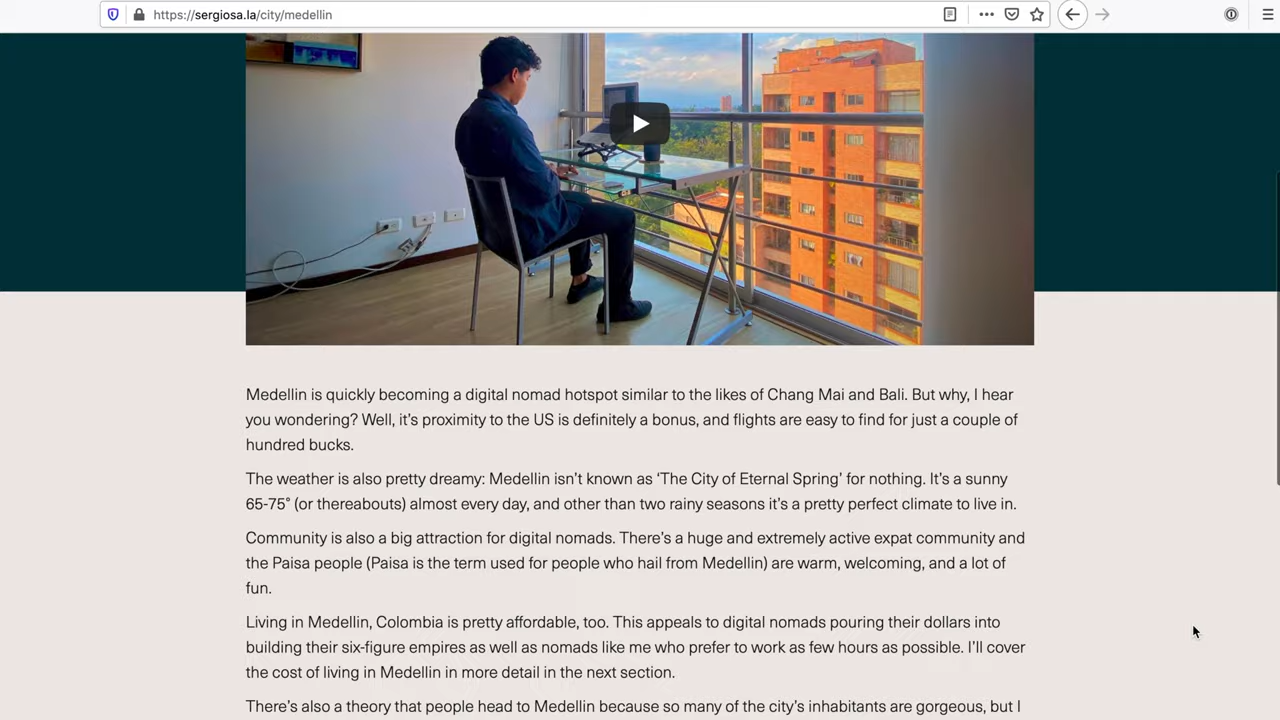 https://sergiosa.la/city/medellin
Medellin is quickly becoming a digital nomad hotspot similar to the likes of Chang Mai and Bali. But why, I hear
you wondering? Well, it’s proximity to the US is definitely a bonus, and flights are easy to find for just a couple of
hundred bucks.
The weather is also pretty dreamy: Medellin isn’t known as ‘The City of Eternal Spring’ for nothing. It’s a sunny
65-75° (or thereabouts) almost every day, and other than two rainy seasons it’s a pretty perfect climate to live in.
Community is also a big attraction for digital nomads. There’s a huge and extremely active expat community and
the Paisa people (Paisa is the term used for people who hail from Medellin) are warm, welcoming, and a lot of
fun.
Living in Medellin, Colombia is pretty affordable, too. This appeals to digital nomads pouring their dollars into
building their six-figure empires as well as nomads like me who prefer to work as few hours as possible. I’ll cover
the cost of living in Medellin in more detail in the next section.
There’s also a theory that people head to Medellin because so many of the city’s inhabitants are gorgeous, but I